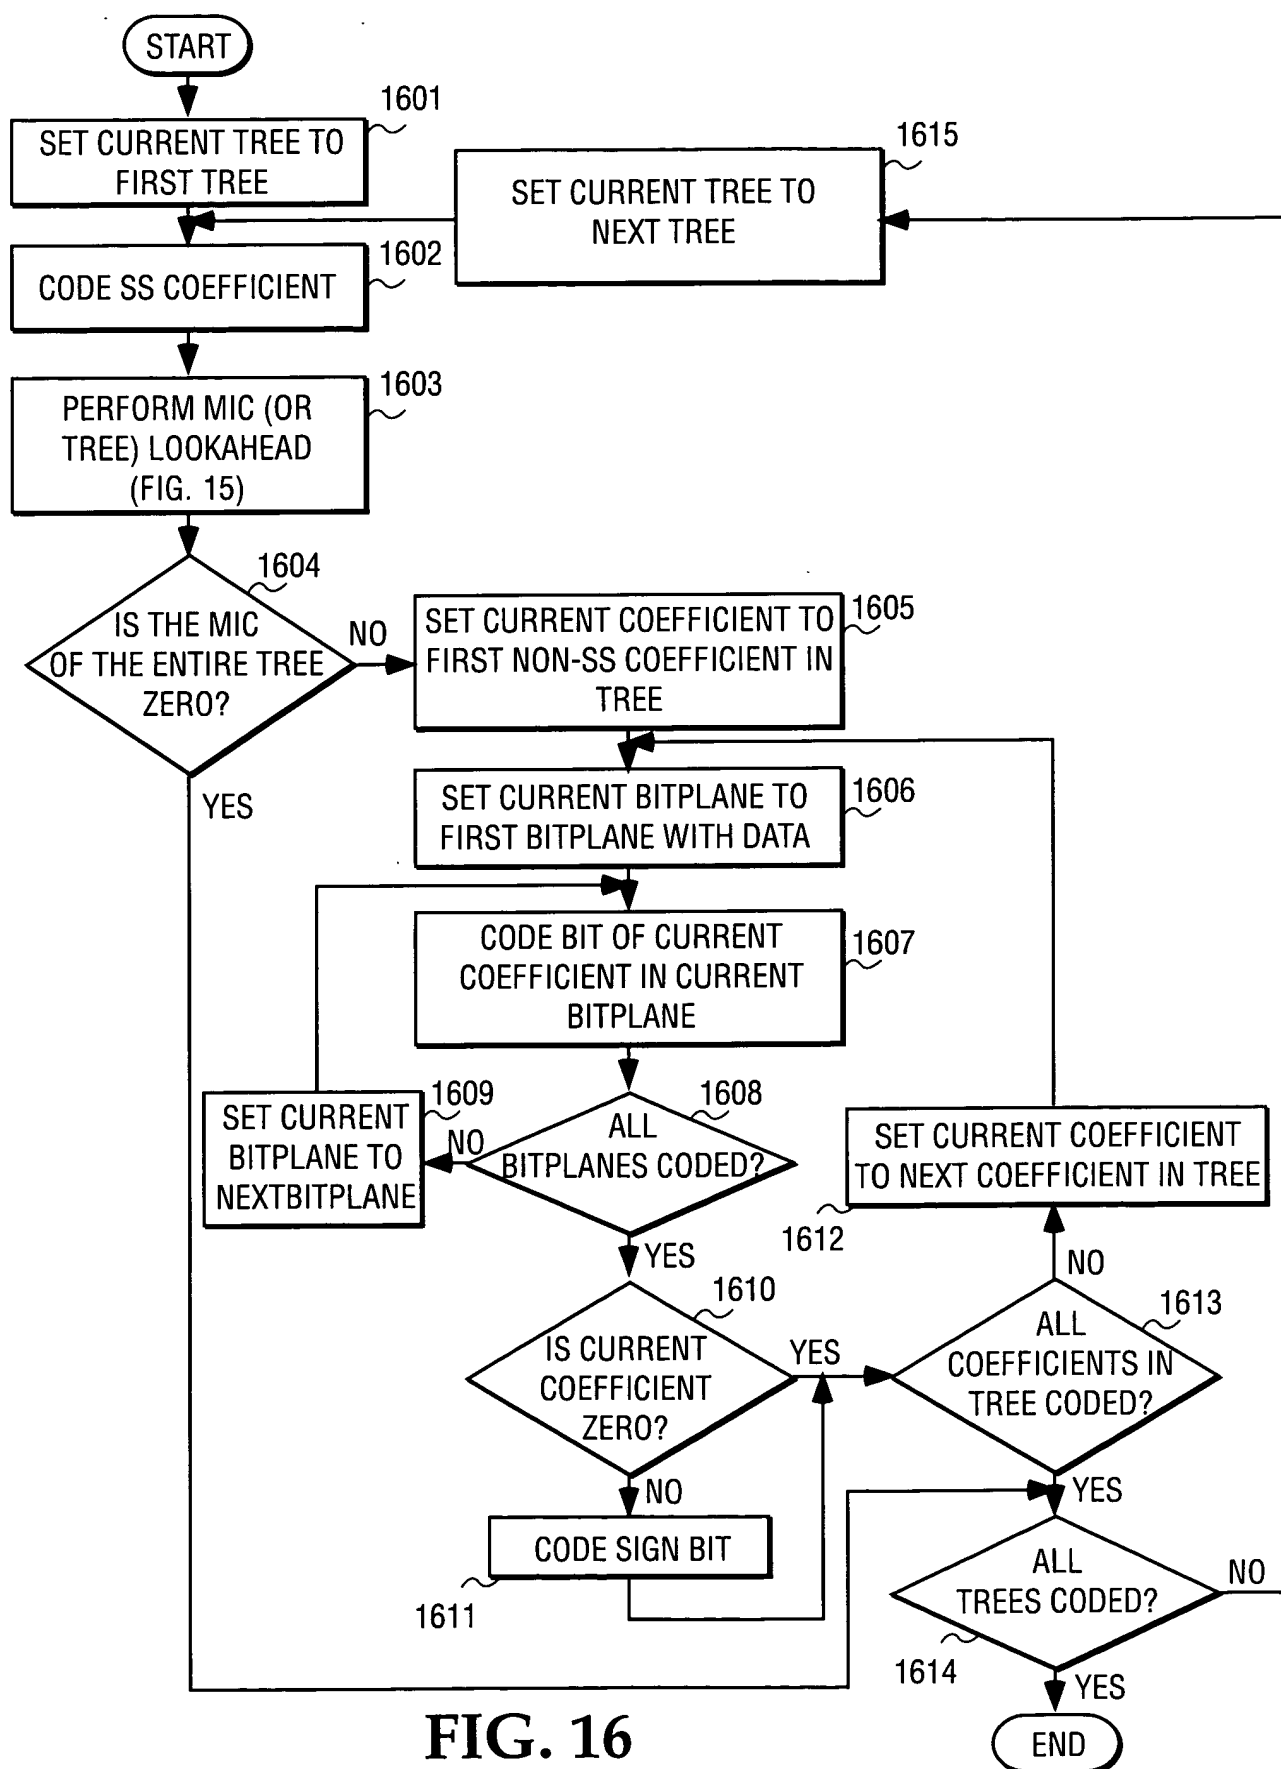 START
1601
SET CURRENT TREE TO
FIRST TREE
1615
SET CURRENT TREE TO
NEXT TREE
1602
CODE SS COEFFICIENT
1603
PERFORM MIC (OR
TREE) LOOKAHEAD
(FIG. 15)
1604
IS THE MIC
OF THE ENTIRE TREE
ZERO?
NO
YES
1605
SET CURRENT COEFFICIENT TO
FIRST NON-SS COEFFICIENT IN
TREE
1606
SET CURRENT BITPLANE TO
FIRST BITPLANE WITH DATA
1607
CODE BIT OF CURRENT
COEFFICIENT IN CURRENT
BITPLANE
1608
ALL
BITPLANES CODED?
NO
YES
1609
SET CURRENT
BITPLANE TO
NEXTBITPLANE
1610
IS CURRENT
COEFFICIENT
ZERO?
YES
NO
CODE SIGN BIT
1611
SET CURRENT COEFFICIENT
TO NEXT COEFFICIENT IN TREE
1612
NO
1613
ALL
COEFFICIENTS IN
TREE CODED?
YES
ALL
TREES CODED?
NO
1614
YES
END
FIG. 16